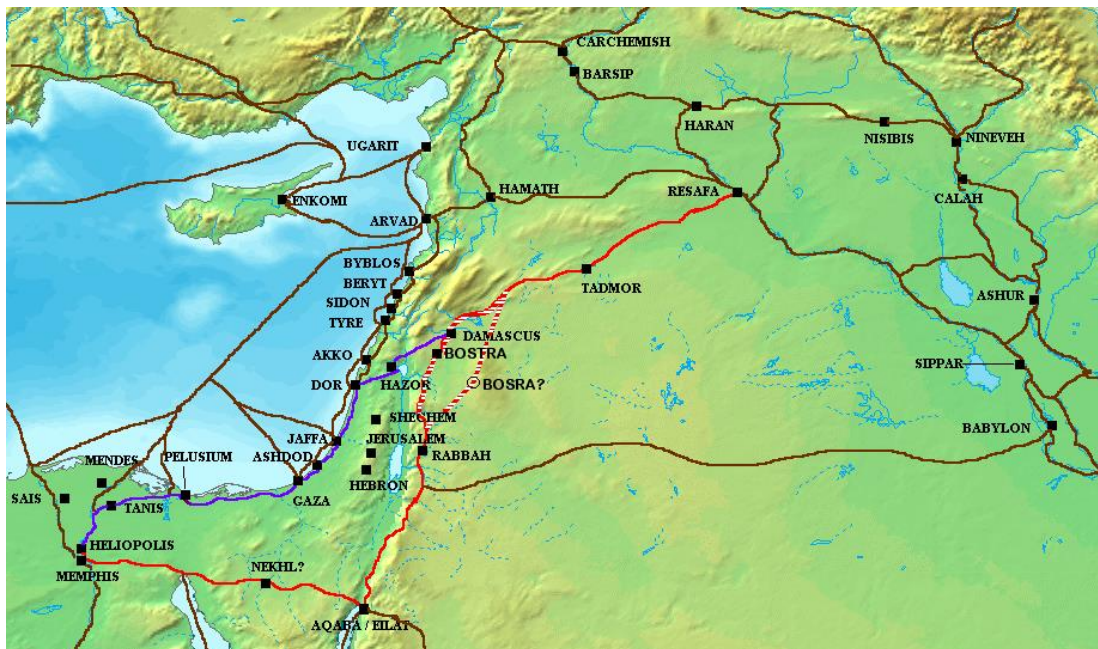 CARCHEMISH
BARSIP
HARAN
NISIBIS
NINEVEH
UGARIT
HAMATH
RESAFA
CALAH
ENKOMI
ARVAD
BYBLOS
BERYT
TADMOR
SIDON
ASHUR
TYRE
DAMASCUS
BOSTRA
AKKO
SIPPAR
DOR
HAZOR
BOSRA?
SHECHEM
BABYLON
JAFFA
JERUSALEM
ASHDOD
RABBAH
MENDES
PELUSIUM
HEBRON
SAIS
GAZA
TANIS
HELIOPOLIS
NEKHL?
MEMPHIS
AQABA / EILAT